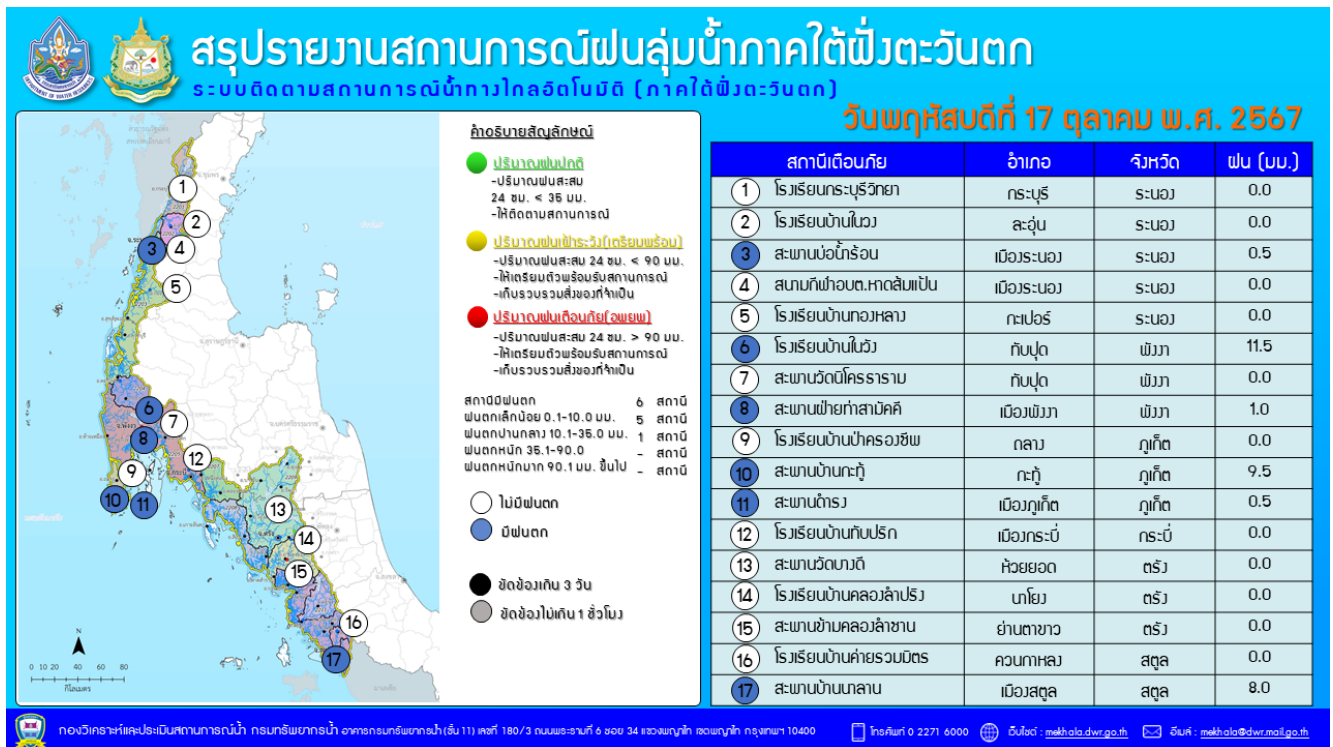 สรุปรายงานสถานการณ์ฝนลุ่มน้ำภาคใต้ฝั่งตะวันตก
ระบบติดตามสถานการณ์น้ำทางไกลอัตโนมัติ (ภาคใต้ฝั่งตะวันตก)
วันพฤหัสบดีที่ 17 ตุลาคม พ.ศ. 2567
คำอธิบายสัญลักษณ์
ปริมาณฝนปกติ
-ปริมาณฝนสะสม
24 ชม. < 35 มม.
-ให้ติดตามสถานการณ์
ปริมาณฝนเฝ้าระวัง(เตรียมพร้อม)
-ปริมาณฝนสะสม 24 ชม. < 90 มม.
-ให้เตรียมตัวพร้อมรับสถานการณ์
-เก็บรวบรวมสิ่งของที่จำเป็น
ปริมาณฝนเตือนภัย(อพยพ)
-ปริมาณฝนสะสม 24 ชม. > 90 มม.
-ให้เตรียมตัวพร้อมรับสถานการณ์
-เก็บรวบรวมสิ่งของที่จำเป็น
สถานีมีฝนตก 6 สถานี
ฝนตกเล็กน้อย 0.1-10.0 มม. 5 สถานี
ฝนตกปานกลาง 10.1-35.0 มม. 1 สถานี
ฝนตกหนัก 35.1-90.0 - สถานี
ฝนตกหนักมาก 90.1 มม. ขึ้นไป - สถานี
ไม่มีฝนตก
มีฝนตก
ขัดข้องเกิน 3 วัน
ขัดข้องไม่เกิน 1 ชั่วโมง
1
2
3 4
5
6
7
8
12
9
10 11
13
14
15
16
17
N
0 10 20 40 60 80
กิโลเมตร
สถานีเตือนภัย อำเภอ จังหวัด ฝน (มม.)
1 โรงเรียนกระบุรีวิทยา กระบุรี ระนอง 0.0
2 โรงเรียนบ้านในวง ละอุ่น ระนอง 0.0
3 สะพานบ่อน้ำร้อน เมืองระนอง ระนอง 0.5
4 สนามกีฬาอบต.หาดส้มแป้น เมืองระนอง ระนอง 0.0
5 โรงเรียนบ้านทองหลาง กะเปอร์ ระนอง 0.0
6 โรงเรียนบ้านในวัง ทับปุด พังงา 11.5
7 สะพานวัดนิโครธาราม ทับปุด พังงา 0.0
8 สะพานฝ่ายท่าสามัคคี เมืองพังงา พังงา 1.0
9 โรงเรียนบ้านป่าครองชีพ ถลาง ภูเก็ต 0.0
10 สะพานบ้านกะทู้ กะทู้ ภูเก็ต 9.5
11 สะพานดำรง เมืองภูเก็ต ภูเก็ต 0.5
12 โรงเรียนบ้านทับปริก เมืองกระบี่ กระบี่ 0.0
13 สะพานวัดบางดี ห้วยยอด ตรัง 0.0
14 โรงเรียนบ้านคลองลำปริง นาโยง ตรัง 0.0
15 สะพานข้ามคลองลำชาน ย่านตาขาว ตรัง 0.0
16 โรงเรียนบ้านค่ายรวมมิตร ควนกาหลง สตูล 0.0
17 สะพานบ้านนาลาน เมืองสตูล สตูล 8.0
กองวิเคราะห์และประเมินสถานการณ์น้ำ กรมทรัพยากรน้ำ อาคารกรมทรัพยากรน้ำ (ชั้น 11) เลขที่ 180/3 ถนนพระรามที่ 6 ซอย 34 แขวงพญาไท เขตพญาไท กรุงเทพฯ 10400 โทรศัพท์ 0 2271 6000 เว็บไซต์ : mekhala.dwr.go.th อีเมล์ : mekhala@dwr.mail.go.th